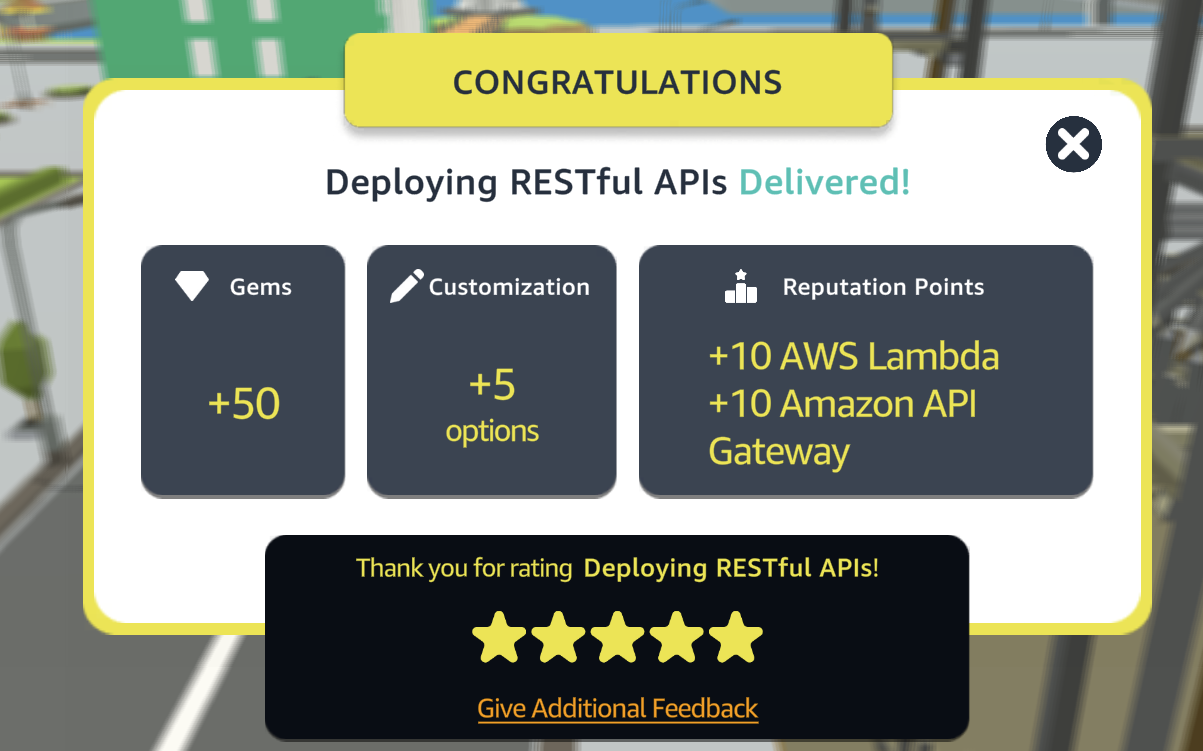 CONGRATULATIONS
Deploying RESTful APIs Delivered!
Gems
+50
Customization
+5
options
Reputation Points
+10 AWS Lambda
+10 Amazon API
Gateway
Thank you for rating Deploying RESTful APIs!
Give Additional Feedback